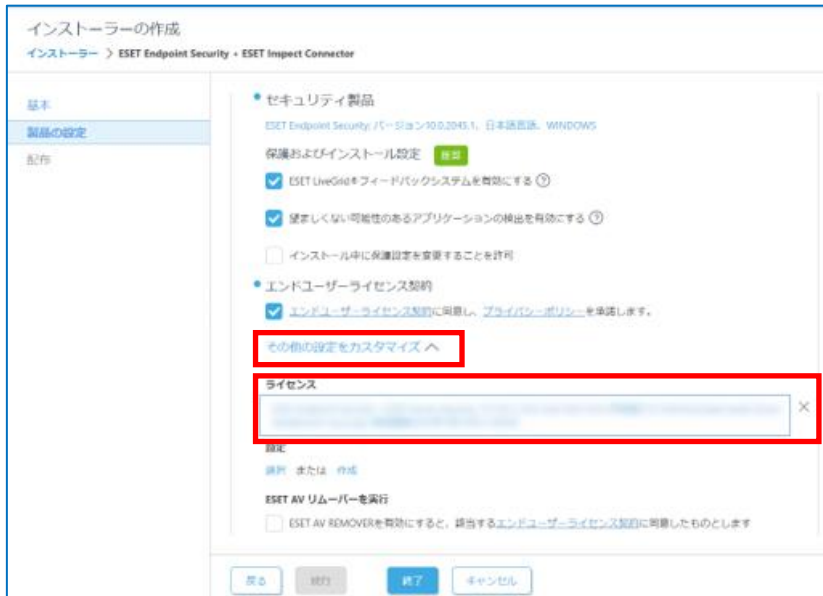 インストーラーの作成
インストーラー > ESET Endpoint Security + ESET Inspect Connector
基本
製品の設定
配布
セキュリティ製品
ESET Endpoint Security: バージョン10.0.2045.1、日本語言語、WINDOWS
保護およびインストール設定
ESET LiveGrid®フィードバックシステムを有効にする
望ましくない可能性のあるアプリケーションの検出を有効にする
インストール中に保護設定を変更することを許可
エンドユーザーライセンス契約
エンドユーザーライセンス契約に同意し、プライバシーポリシーを承諾します。
その他の設定をカスタマイズ
ライセンス
設定
選択 または 作成
ESET AV リムーバーを実行
ESET AV REMOVERを有効にすると、該当するエンドユーザーライセンス契約に同意したものとします
戻る 続行 終了 キャンセル